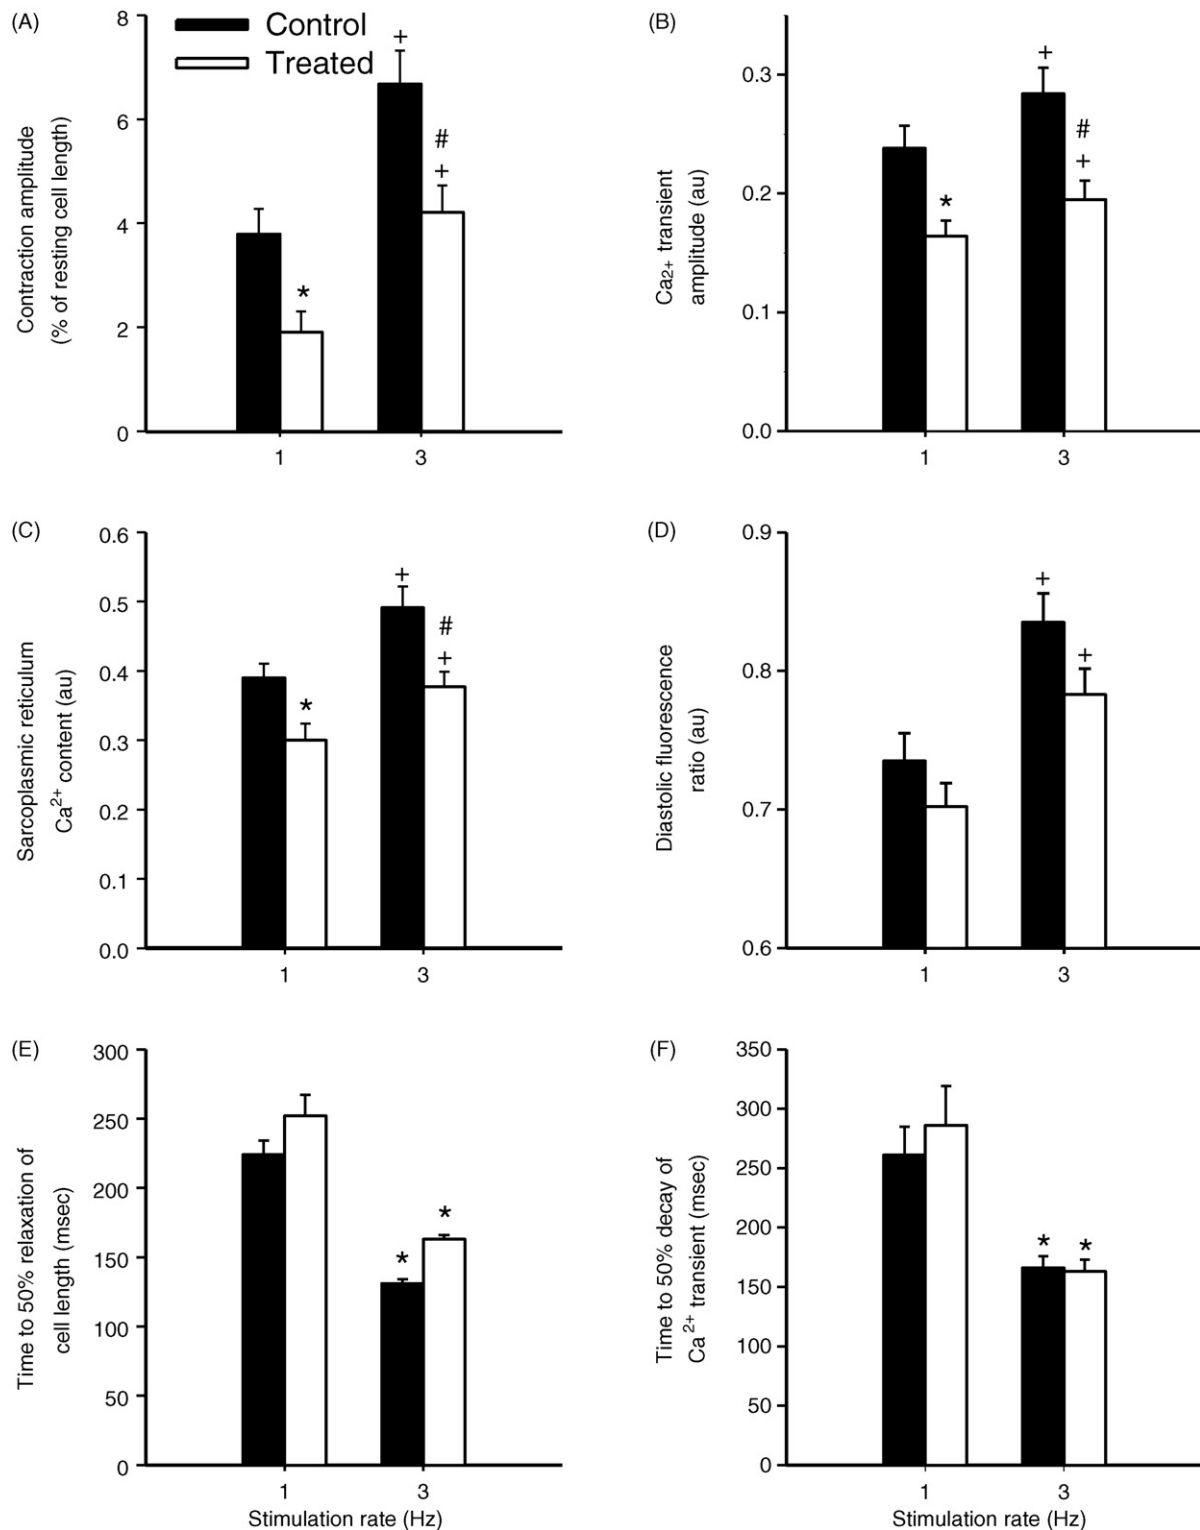 (A)
Control
Treated
Contraction amplitude
(% of resting cell length)
8
6
4
2
0
+
#
+
*
1
3
(B)
Ca2+ transient
amplitude (au)
0.3
0.2
0.1
0.0
+
#
+
*
1
3
(C)
Sarcoplasmic reticulum
Ca2+ content (au)
0.6
0.5
0.4
0.3
0.2
0.1
0.0
+
#
+
*
1
3
(D)
Diastolic fluorescence
ratio (au)
0.9
0.8
0.7
0.6
+
+
1
3
(E)
Time to 50% relaxation of
cell length (msec)
300
250
200
150
100
50
0
*
*
1
3
Stimulation rate (Hz)
(F)
Time to 50% decay of
Ca2+ transient (msec)
350
300
250
200
150
100
50
0
*
*
1
3
Stimulation rate (Hz)